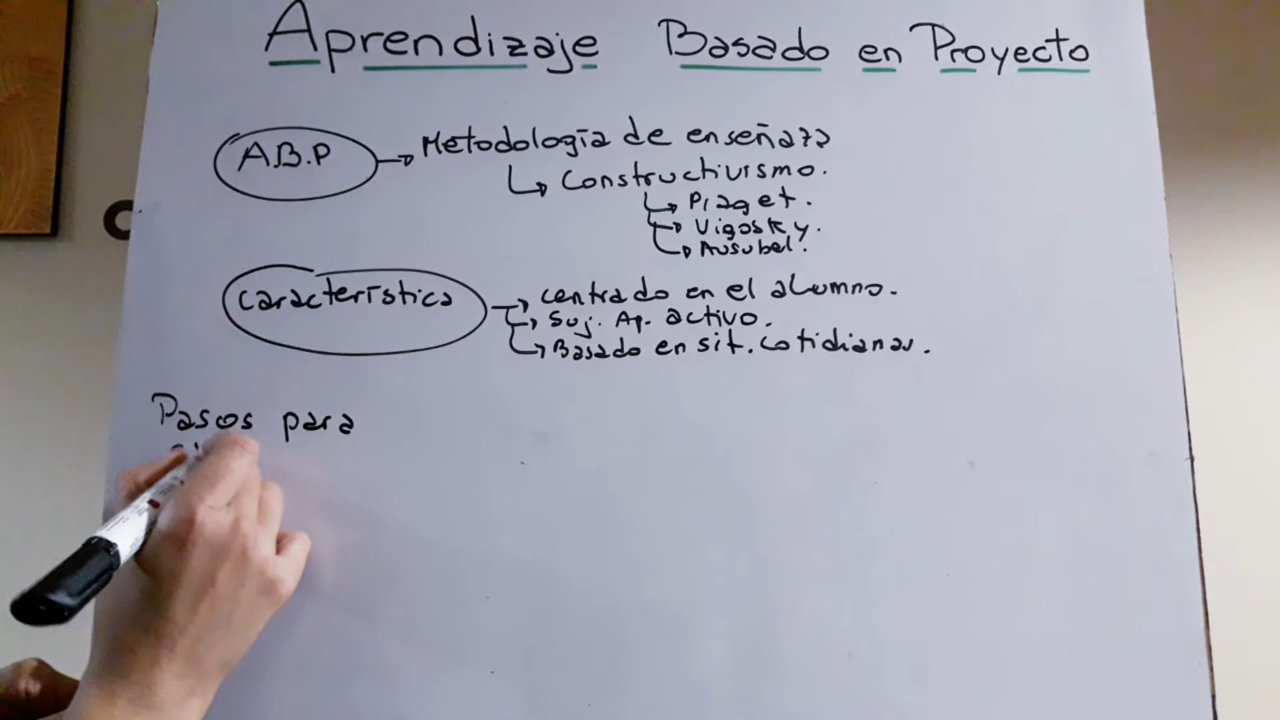 Aprendizaje Basado en Proyecto
A.B.P → Metodología de enseñazza
↳ Constructivismo.
↳ Piaget.
↳ Vigosky.
↳ Ausubel.
Característica → centrado en el alumno.
↳ Suj. Ap. activo.
↳ Basado en sit. cotidianas.
Pasos para